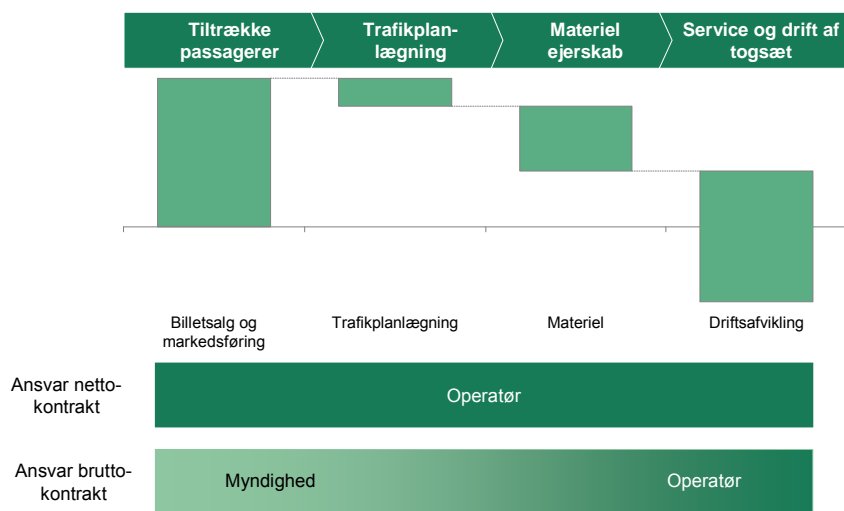 Tiltrække
passagerer
Trafikplan-
lægning
Materiel
ejerskab
Service og drift af
togsæt
Billetsalg og
markedsføring
Trafikplanlægning
Materiel
Driftsafvikling
Ansvar netto-
kontrakt
Operatør
Ansvar brutto-
kontrakt
Myndighed
Operatør